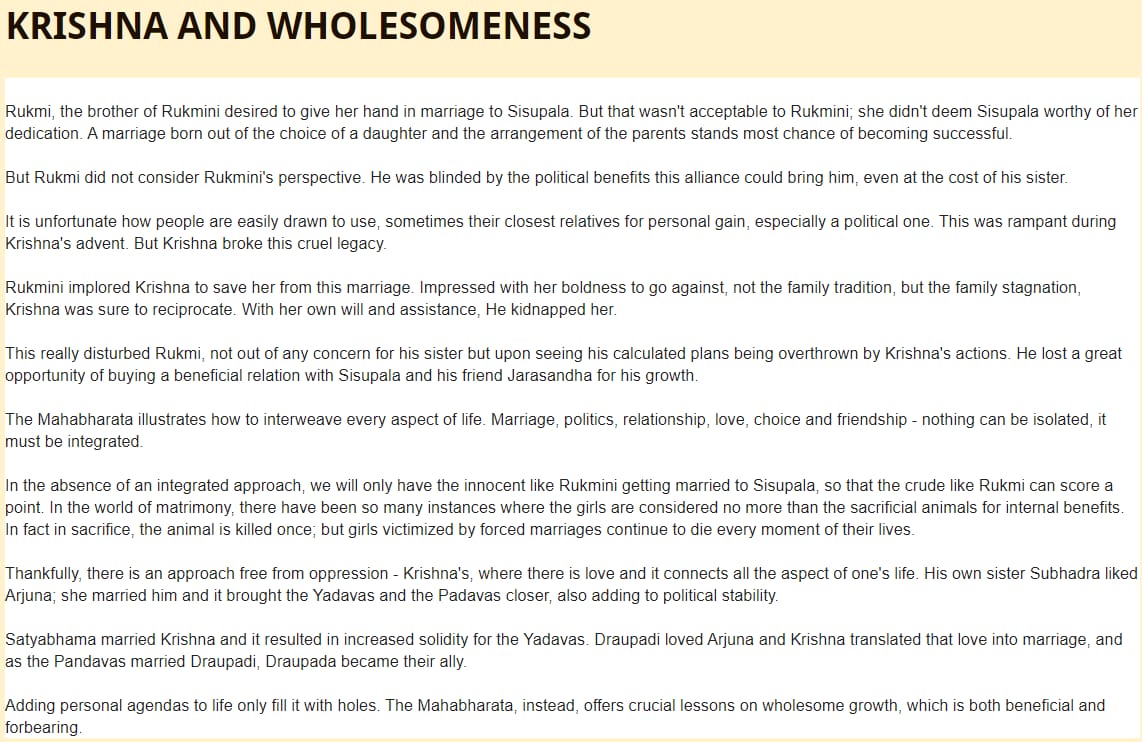 KRISHNA AND WHOLESOMENESS
Rukmi, the brother of Rukmini desired to give her hand in marriage to Sisupala. But that wasn't acceptable to Rukmini; she didn't deem Sisupala worthy of her
dedication. A marriage born out of the choice of a daughter and the arrangement of the parents stands most chance of becoming successful.
But Rukmi did not consider Rukmini's perspective. He was blinded by the political benefits this alliance could bring him, even at the cost of his sister.
It is unfortunate how people are easily drawn to use, sometimes their closest relatives for personal gain, especially a political one. This was rampant during
Krishna's advent. But Krishna broke this cruel legacy.
Rukmini implored Krishna to save her from this marriage. Impressed with her boldness to go against, not the family tradition, but the family stagnation,
Krishna was sure to reciprocate. With her own will and assistance, He kidnapped her.
This really disturbed Rukmi, not out of any concern for his sister but upon seeing his calculated plans being overthrown by Krishna's actions. He lost a great
opportunity of buying a beneficial relation with Sisupala and his friend Jarasandha for his growth.
The Mahabharata illustrates how to interweave every aspect of life. Marriage, politics, relationship, love, choice and friendship - nothing can be isolated, it
must be integrated.
In the absence of an integrated approach, we will only have the innocent like Rukmini getting married to Sisupala, so that the crude like Rukmi can score a
point. In the world of matrimony, there have been so many instances where the girls are considered no more than the sacrificial animals for internal benefits.
In fact in sacrifice, the animal is killed once; but girls victimized by forced marriages continue to die every moment of their lives.
Thankfully, there is an approach free from oppression - Krishna's, where there is love and it connects all the aspect of one's life. His own sister Subhadra liked
Arjuna; she married him and it brought the Yadavas and the Padavas closer, also adding to political stability.
Satyabhama married Krishna and it resulted in increased solidity for the Yadavas. Draupadi loved Arjuna and Krishna translated that love into marriage, and
as the Pandavas married Draupadi, Draupada became their ally.
Adding personal agendas to life only fill it with holes. The Mahabharata, instead, offers crucial lessons on wholesome growth, which is both beneficial and
forbearing.